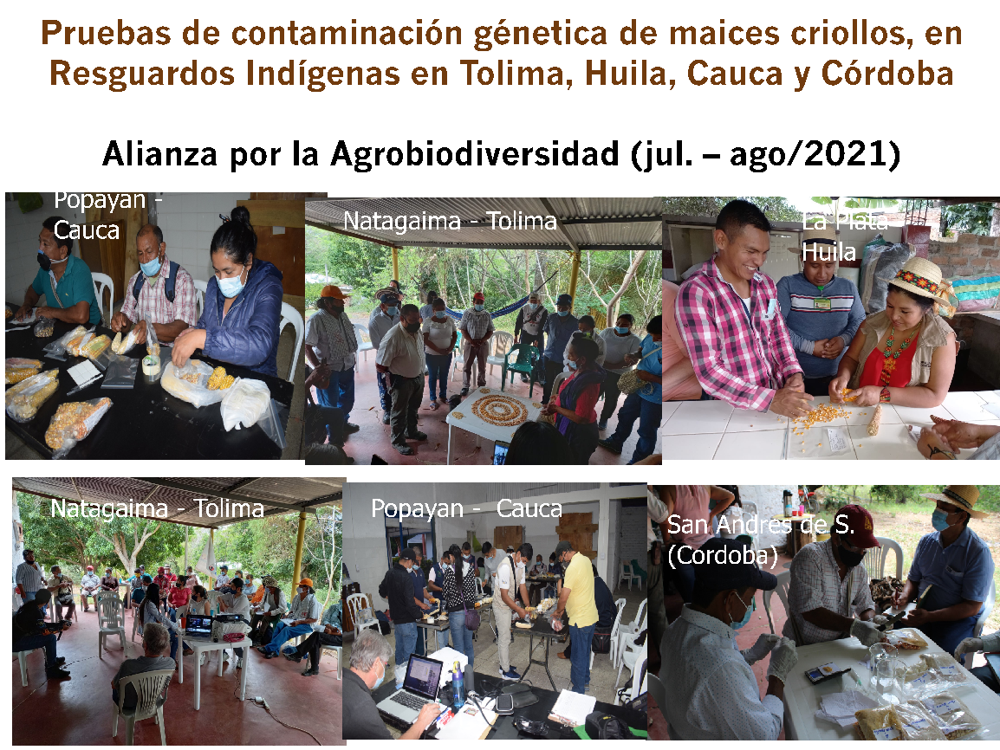 Pruebas de contaminación génetica de maices criollos, en
Resguardos Indígenas en Tolima, Huila, Cauca y Córdoba
Alianza por la Agrobiodiversidad (jul. – ago/2021)
Popayan -
Cauca
Natagaima - Tolima
La Plata
Huila
Natagaima - Tolima
Popayan - Cauca
San Andres de S.
(Cordoba)